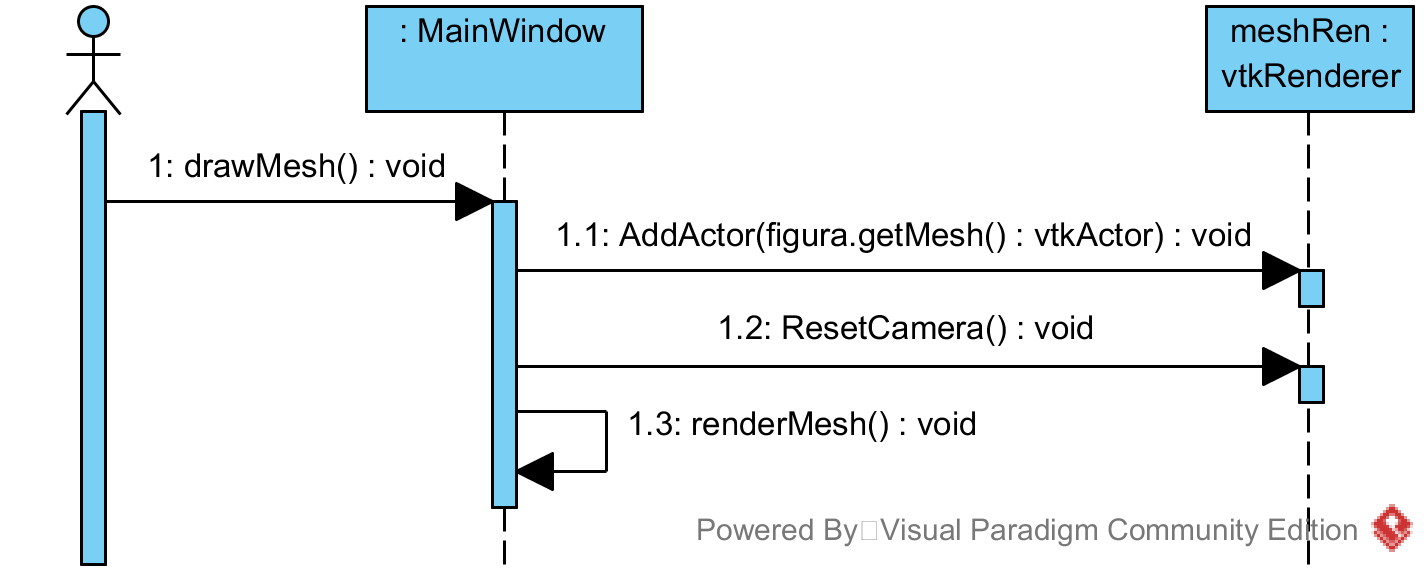 : MainWindow
meshRen :
vtkRenderer
1: drawMesh() : void
1.1: AddActor(figura.getMesh() : vtkActor) : void
1.2: ResetCamera() : void
1.3: renderMesh() : void
Powered By Visual Paradigm Community Edition